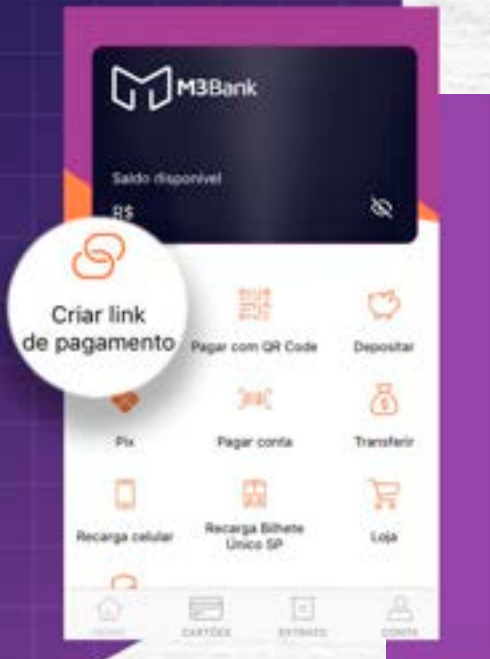 M3Bank
Saldo disponível
R$
Criar link
de pagamento
Pagar com QR Code
Depositar
Pix
Pagar conta
Transferir
Recarga celular
Recarga Bilhete
Único SP
Loja
CARTÕES
EXTRATO
CONTA